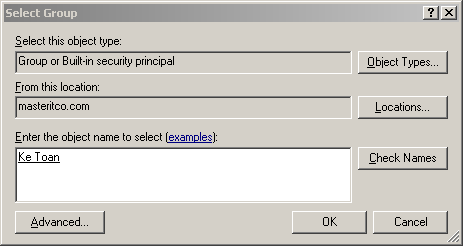 Select Group
Select this object type:
Group or Built-in security principal
Object Types...
From this location:
masteritco.com
Locations...
Enter the object name to select (examples):
Ke Toan
Check Names
Advanced...
OK
Cancel